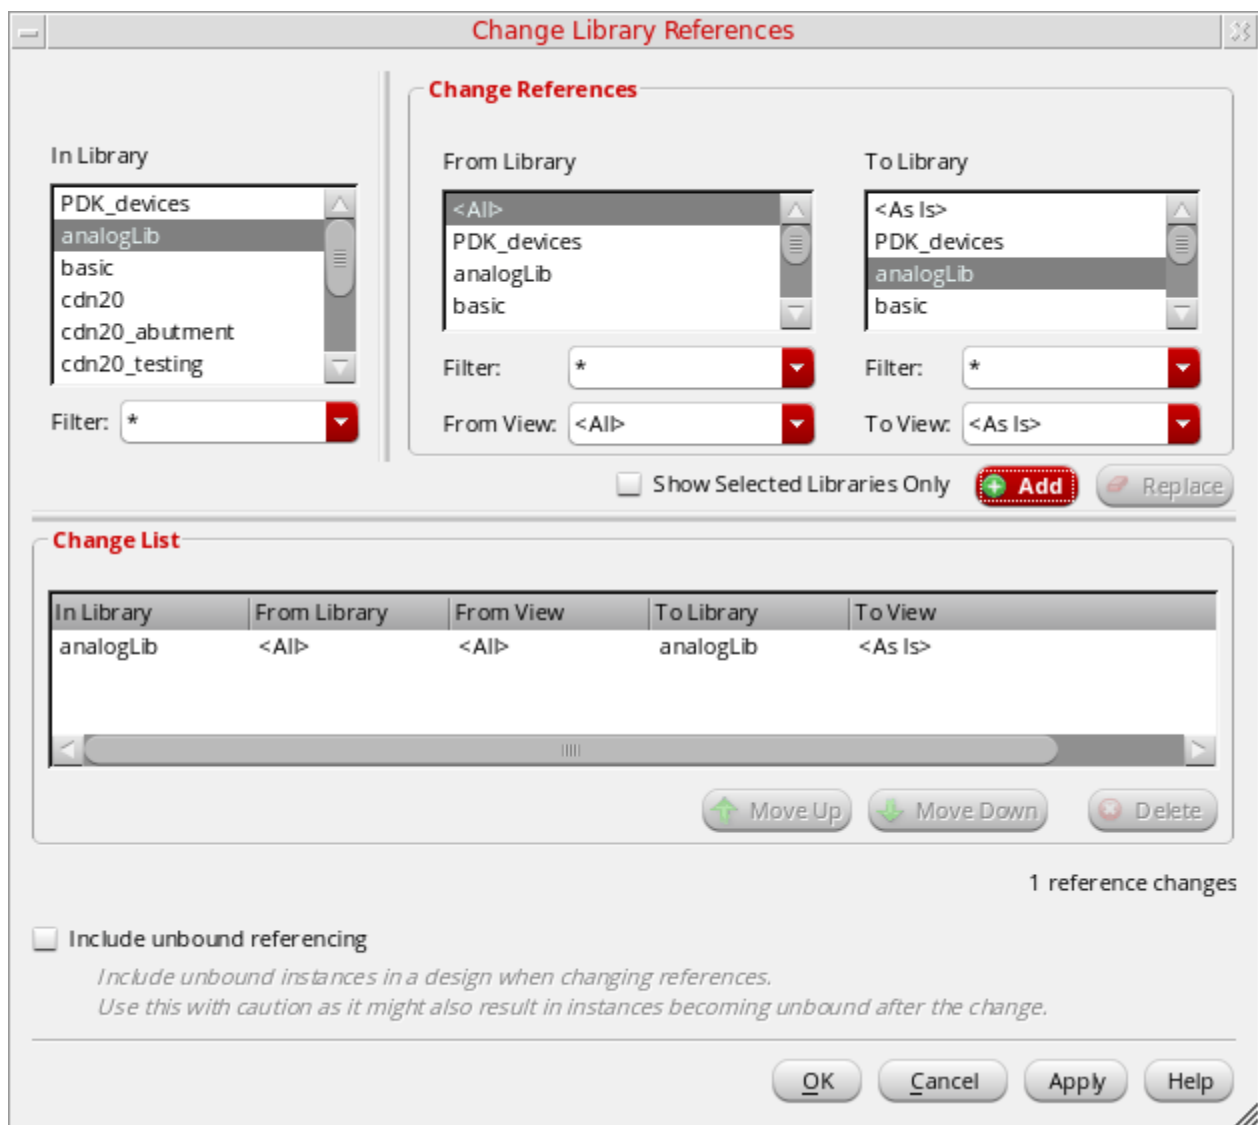 Change Library References
Change References
In Library
From Library
To Library
PDK_devices
analogLib
basic
cdn20
cdn20_abutment
cdn20_testing
<All>
PDK_devices
analogLib
basic
<As Is>
PDK_devices
analogLib
basic
Filter: *
Filter: *
Filter: *
From View: <All>
To View: <As Is>
Show Selected Libraries Only
Add
Replace
Change List
In Library From Library From View To Library To View
analogLib <All> <All> analogLib <As Is>
Move Up
Move Down
Delete
1 reference changes
Include unbound referencing
Include unbound instances in a design when changing references.
Use this with caution as it might also result in instances becoming unbound after the change.
OK Cancel Apply Help